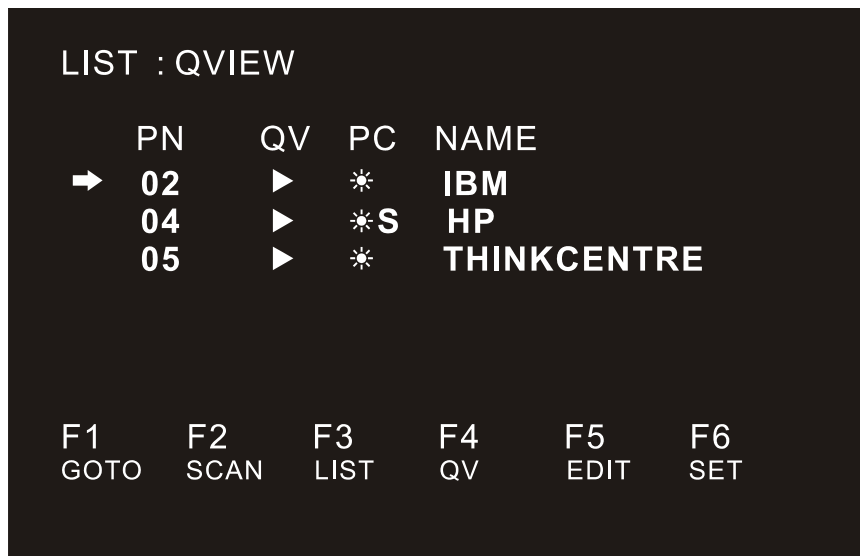 LIST : QVIEW
PN QV PC NAME
➡ 02 ▶ ☀ IBM
04 ▶ ☀S HP
05 ▶ ☀ THINKCENTRE
F1 F2 F3 F4 F5 F6
GOTO SCAN LIST QV EDIT SET